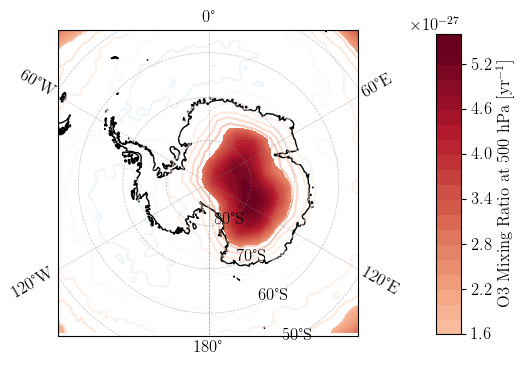 0°
×10⁻²⁷
60°W
60°E
5.2
4.6
4.0
3.4
2.8
2.2
1.6
O3 Mixing Ratio at 500 hPa [yr⁻¹]
80°S
70°S
60°S
50°S
120°W
120°E
180°